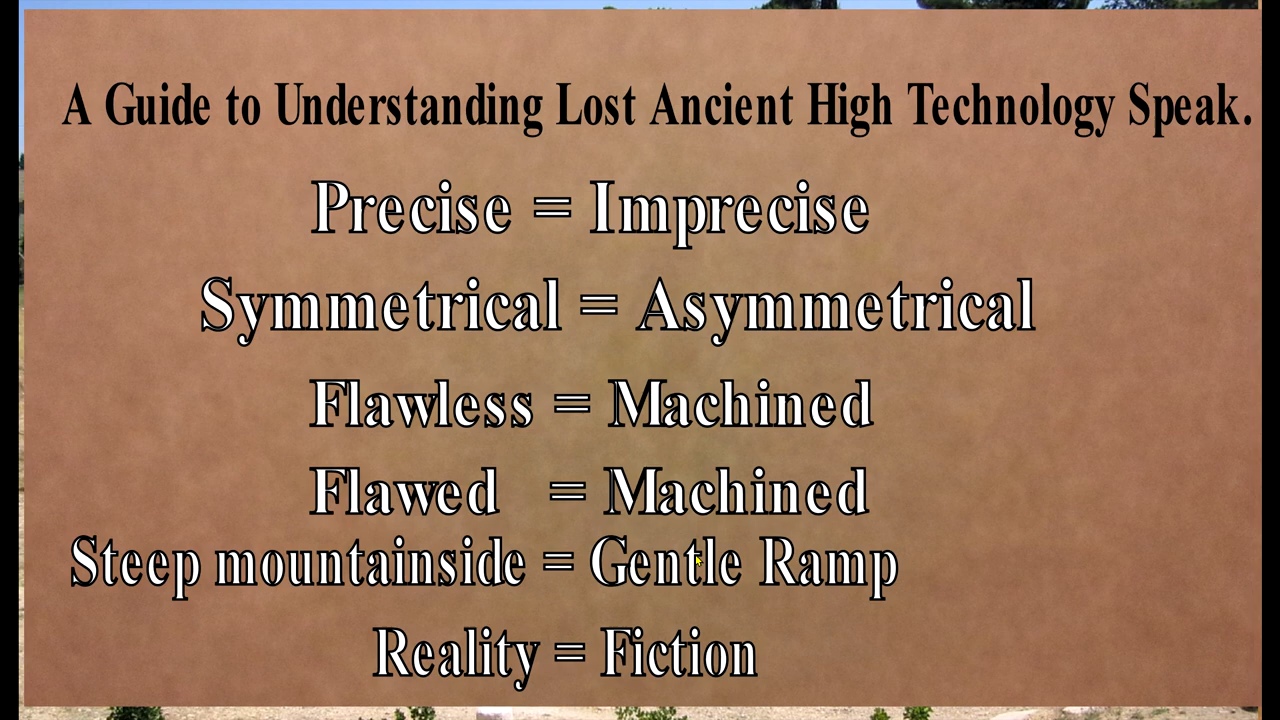 A Guide to Understanding Lost Ancient High Technology Speak.
Precise = Imprecise
Symmetrical = Asymmetrical
Flawless = Machined
Flawed = Machined
Steep mountainside = Gentle Ramp
Reality = Fiction